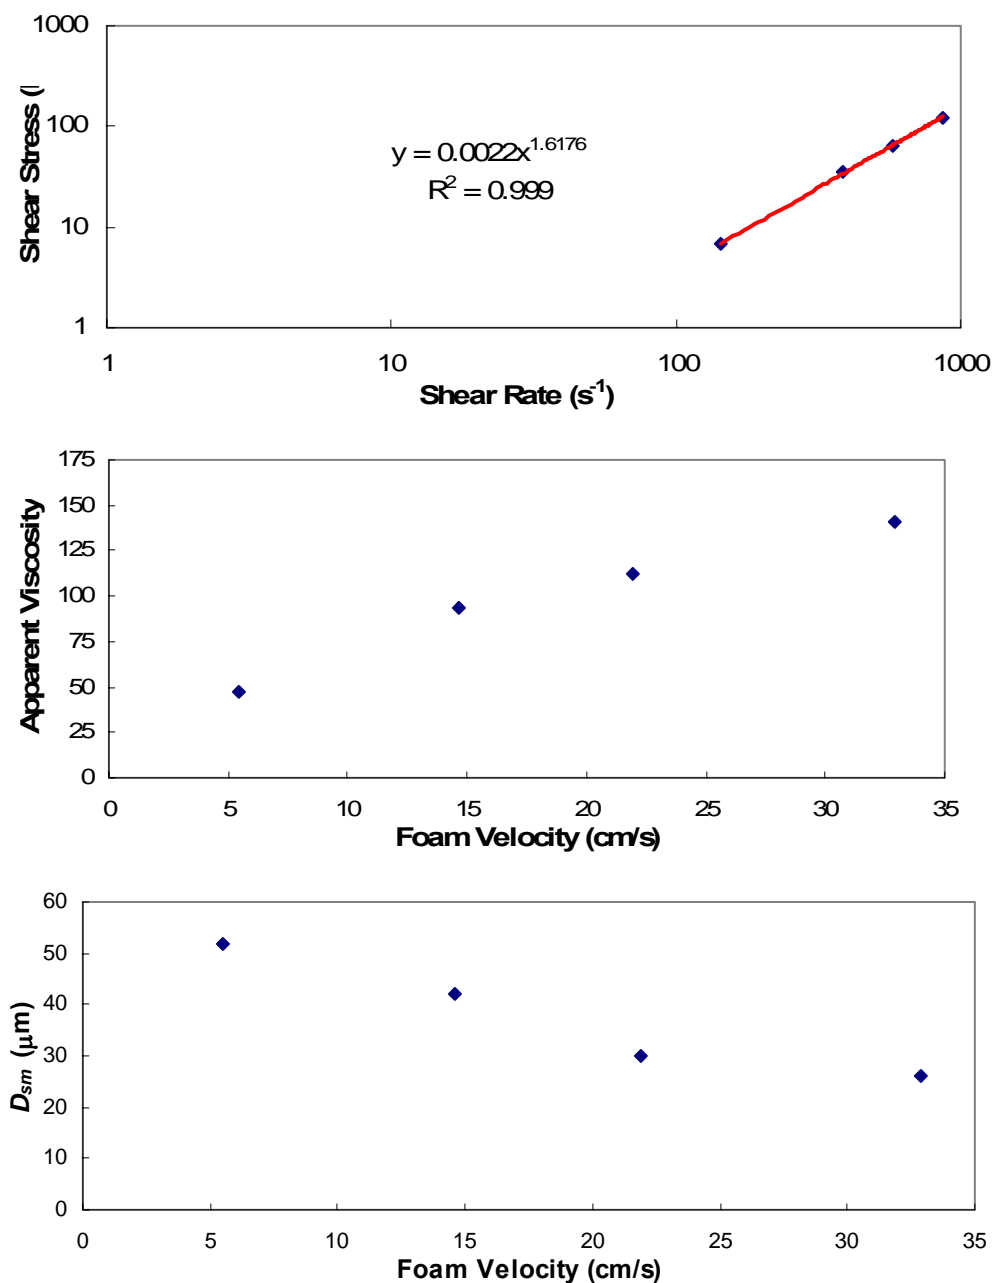 1000
100
10
1
Shear Stress (
y = 0.0022x^1.6176
R² = 0.999
1 10 100 1000
Shear Rate (s⁻¹)
175
150
125
100
75
50
25
0
Apparent Viscosity
0 5 10 15 20 25 30 35
Foam Velocity (cm/s)
60
50
40
30
20
10
0
Dsm (μm)
0 5 10 15 20 25 30 35
Foam Velocity (cm/s)